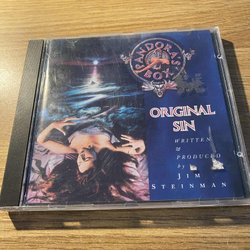 PANDORA'S
BOX
ORIGINAL
SIN
WRITTEN
&
PRODUCED
by
JIM
STEINMAN